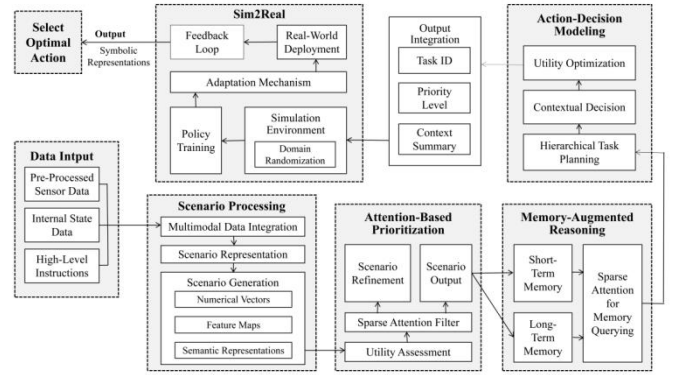 Select
Optimal
Action
Output
Symbolic
Representations
Sim2Real
Feedback
Loop
Real-World
Deployment
Adaptation Mechanism
Policy
Training
Simulation
Environment
Domain
Randomization
Output
Integration
Task ID
Priority
Level
Context
Summary
Action-Decision
Modeling
Utility Optimization
Contextual Decision
Hierarchical Task
Planning
Data Intput
Pre-Processed
Sensor Data
Internal State
Data
High-Level
Instructions
Scenario Processing
Multimodal Data Integration
Scenario Representation
Scenario Generation
Numerical Vectors
Feature Maps
Semantic Representations
Attention-Based
Prioritization
Scenario
Refinement
Scenario
Output
Sparse Attention Filter
Utility Assessment
Memory-Augmented
Reasoning
Short-
Term
Memory
Long-
Term
Memory
Sparse
Attention
for
Memory
Querying